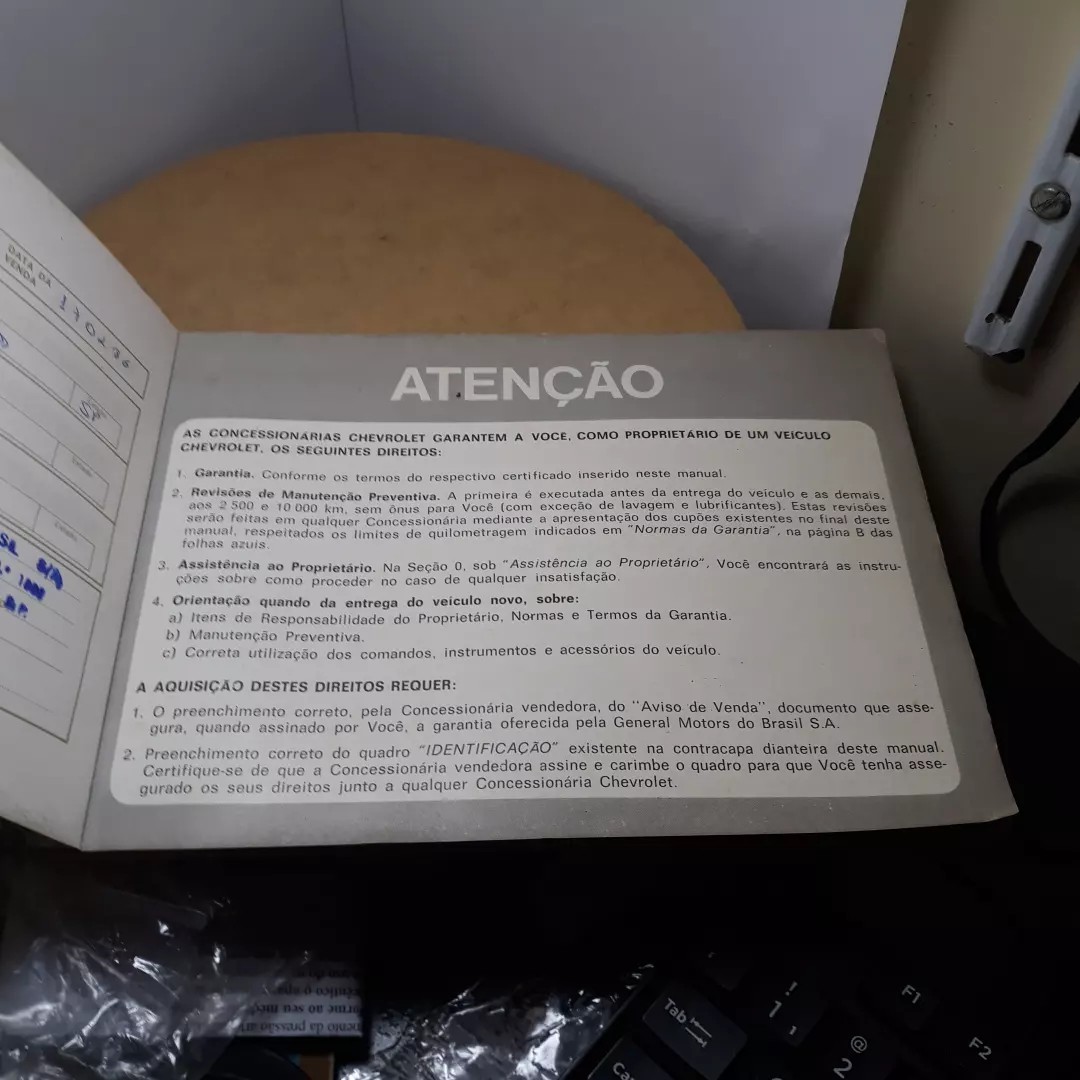 DATA DA
VENDA
170286
SP
ATENÇÃO
AS CONCESSIONARIAS CHEVROLET GARANTEM A VOCE, COMO PROPRIETÁRIO DE UM VEICULO
CHEVROLET, OS SEGUINTES DIREITOS:
1. Garantia. Conforme os termos do respectivo certificado inserido neste manual.
2. Revisões de Manutenção Preventiva. A primeira é executada antes da entrega do veículo e as demais,
aos 2 500 e 10 000 km, sem ônus para Você (com exceção de lavagem e lubrificantes). Estas revisões
serão feitas em qualquer Concessionária mediante a apresentação dos cupões existentes no final deste
manual, respeitados os limites de quilometragem indicados em "Normas da Garantia", na página B das
folhas azuis.
3. Assistência ao Proprietário. Na Seção 0, sob "Assistência ao Proprietário", Você encontrará as instru-
ções sobre como proceder no caso de qualquer insatisfação.
4. Orientação quando da entrega do veículo novo, sobre:
a) Itens de Responsabilidade do Proprietário, Normas e Termos da Garantia.
b) Manutenção Preventiva.
c) Correta utilização dos comandos, instrumentos e acessórios do veículo.
A AQUISIÇÃO DESTES DIREITOS REQUER:
1. O preenchimento correto, pela Concessionária vendedora, do "Aviso de Venda", documento que asse-
gura, quando assinado por Você, a garantia oferecida pela General Motors do Brasil S.A.
2. Preenchimento correto do quadro "IDENTIFICAÇÃO" existente na contracapa dianteira deste manual.
Certifique-se de que a Concessionária vendedora assine e carimbe o quadro para que Você tenha asse-
gurado os seus direitos junto a qualquer Concessionária Chevrolet.
Tab
!
1
@
2
F1
F2